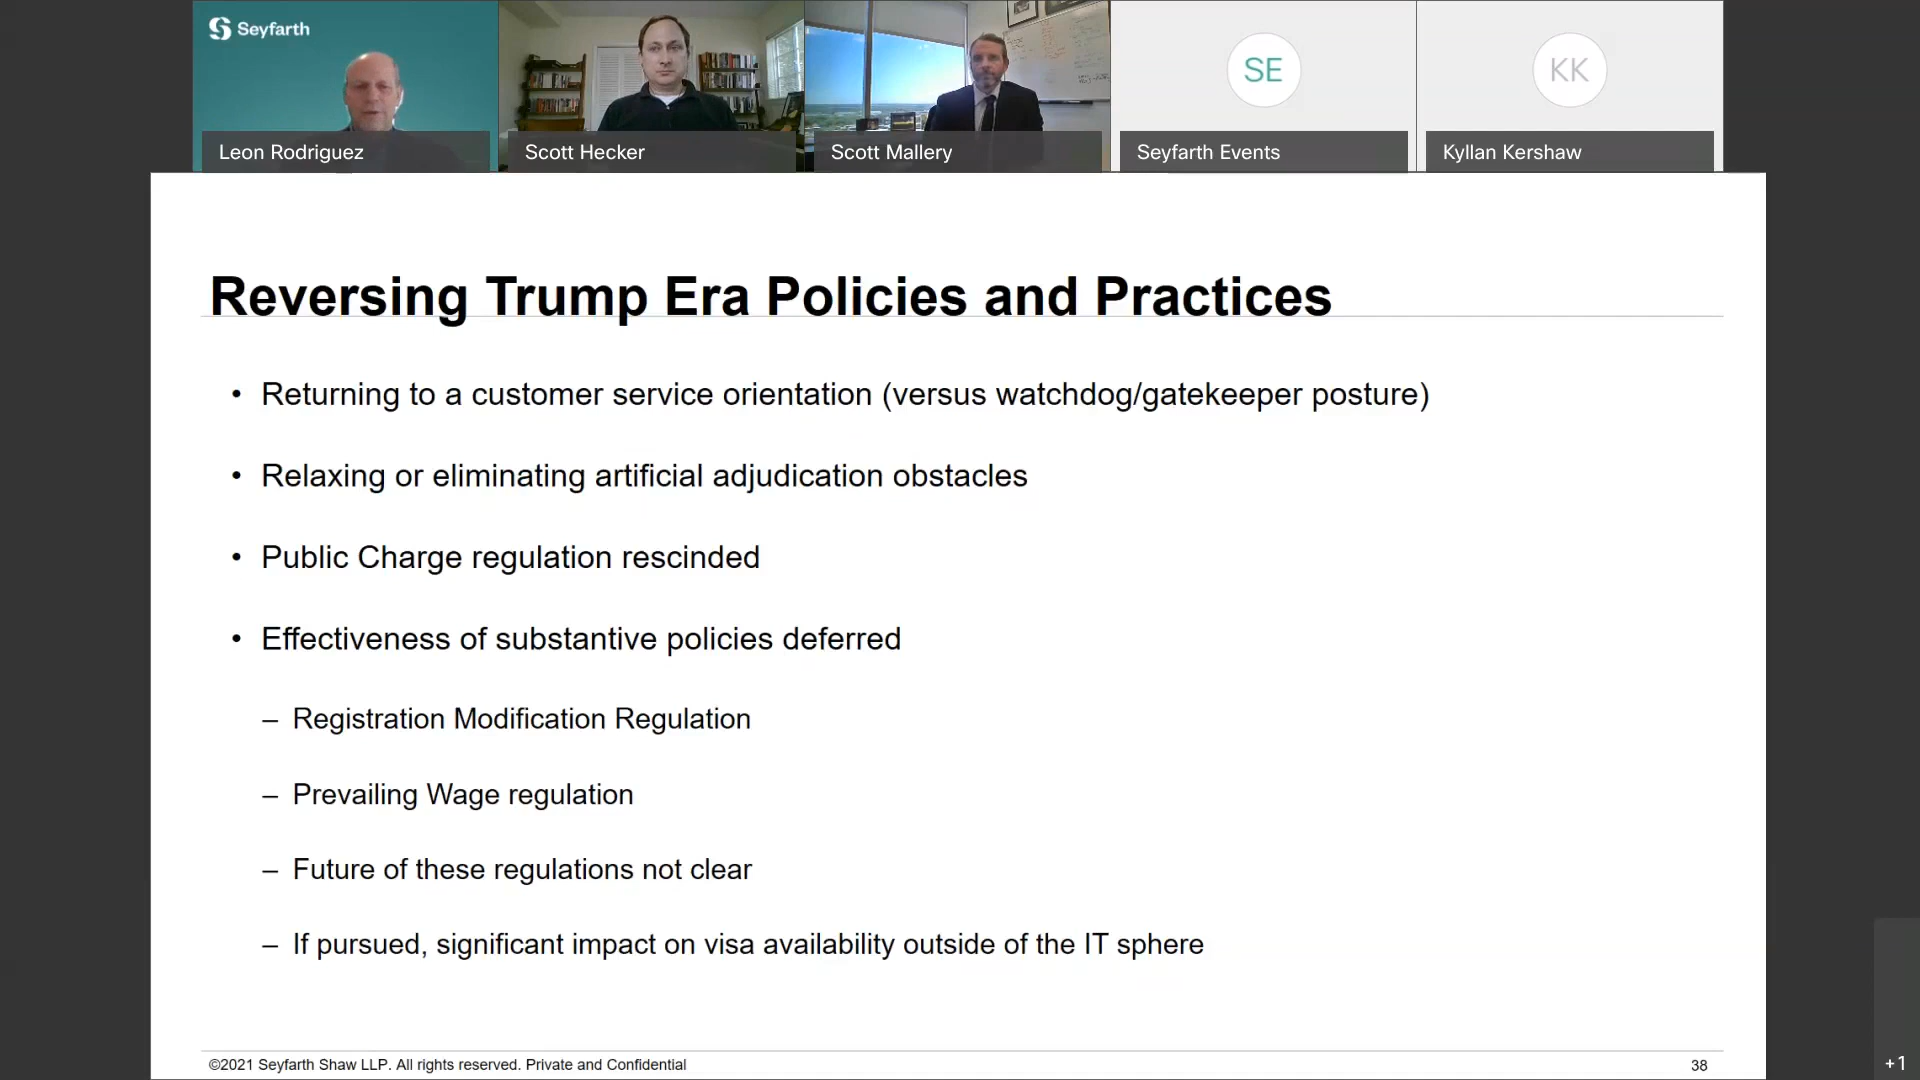 Seyfarth
Leon Rodriguez
Scott Hecker
Scott Mallery
SE
Seyfarth Events
KK
Kyllan Kershaw
Reversing Trump Era Policies and Practices
• Returning to a customer service orientation (versus watchdog/gatekeeper posture)
• Relaxing or eliminating artificial adjudication obstacles
• Public Charge regulation rescinded
• Effectiveness of substantive policies deferred
– Registration Modification Regulation
– Prevailing Wage regulation
– Future of these regulations not clear
– If pursued, significant impact on visa availability outside of the IT sphere
©2021 Seyfarth Shaw LLP. All rights reserved. Private and Confidential
38
+1